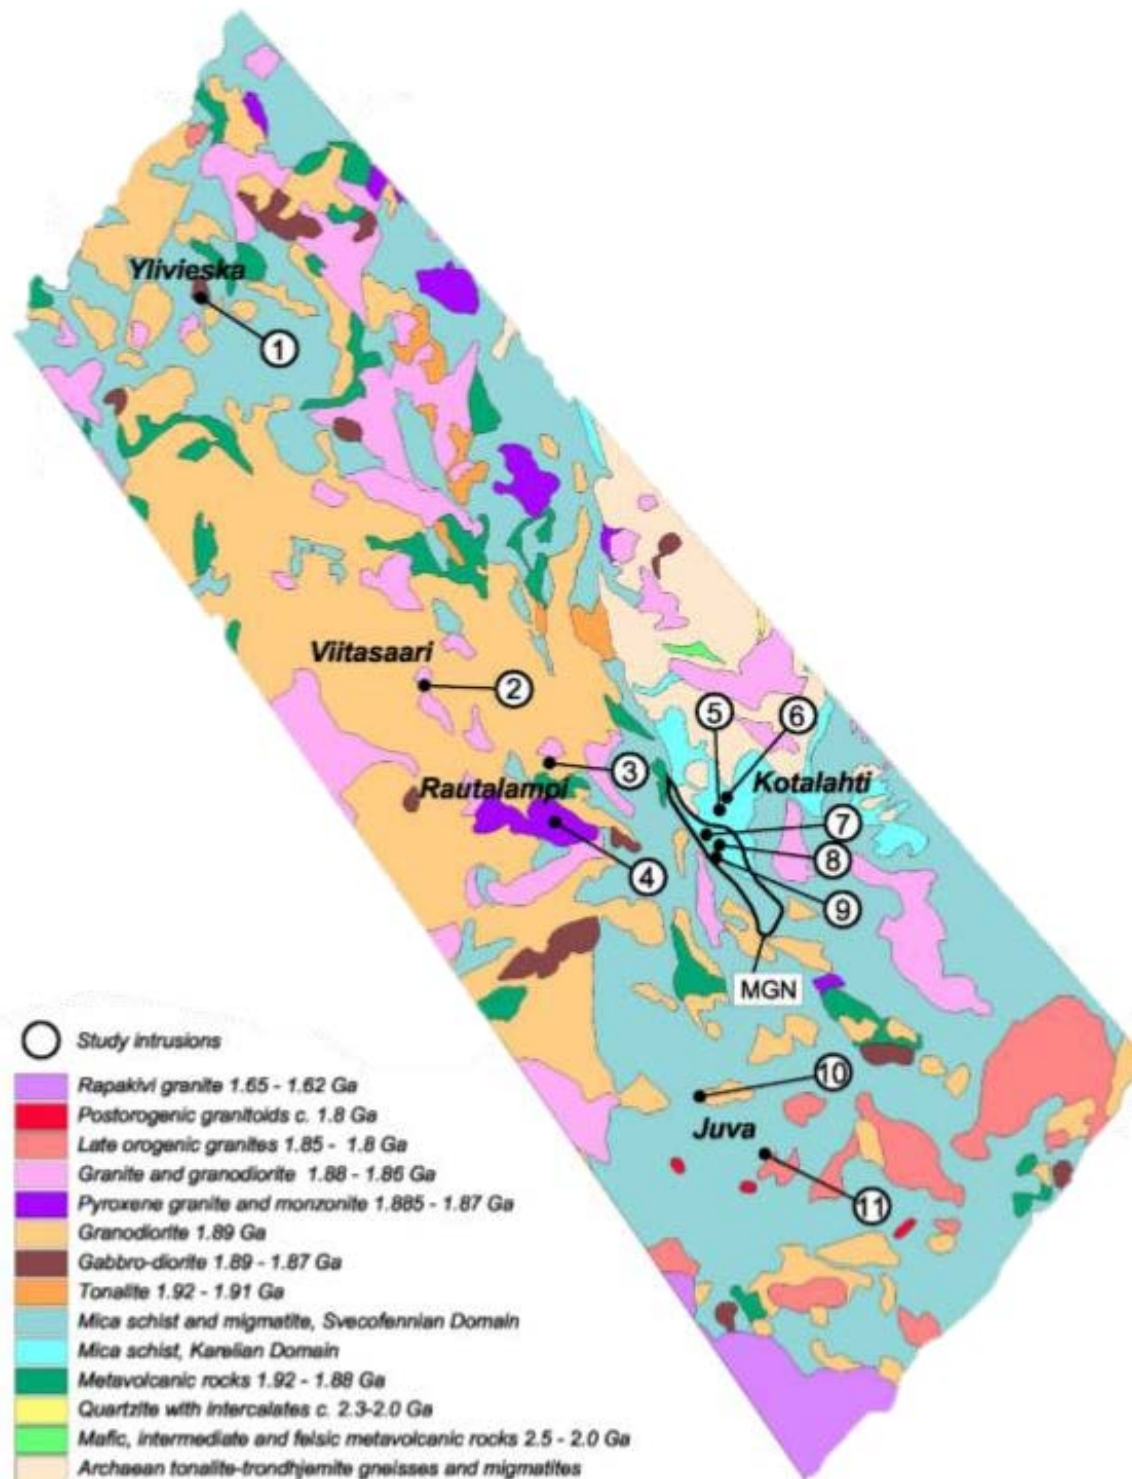 Ylivieska
1
Viitasaari
2
5
6
3
Rautalampi
Kotalahti
7
8
4
9
MGN
Study intrusions
10
Rapakivi granite 1.65 - 1.62 Ga
Postorogenic granitoids c. 1.8 Ga
Juva
Late orogenic granites 1.85 - 1.8 Ga
Granite and granodiorite 1.88 - 1.86 Ga
Pyroxene granite and monzonite 1.885 - 1.87 Ga
11
Granodiorite 1.89 Ga
Gabbro-diorite 1.89 - 1.87 Ga
Tonalite 1.92 - 1.91 Ga
Mica schist and migmatite, Svecofennian Domain
Mica schist, Karelian Domain
Metavolcanic rocks 1.92 - 1.88 Ga
Quartzite with intercalates c. 2.3-2.0 Ga
Mafic, intermediate and felsic metavolcanic rocks 2.5 - 2.0 Ga
Archaean tonalite-trondhjemite gneisses and migmatites